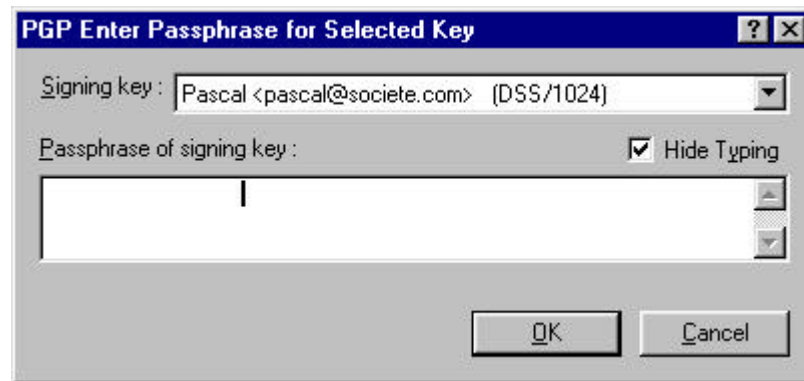 PGP Enter Passphrase for Selected Key
Signing key : Pascal <pascal@societe.com> (DSS/1024)
Passphrase of signing key : Hide Typing
OK Cancel